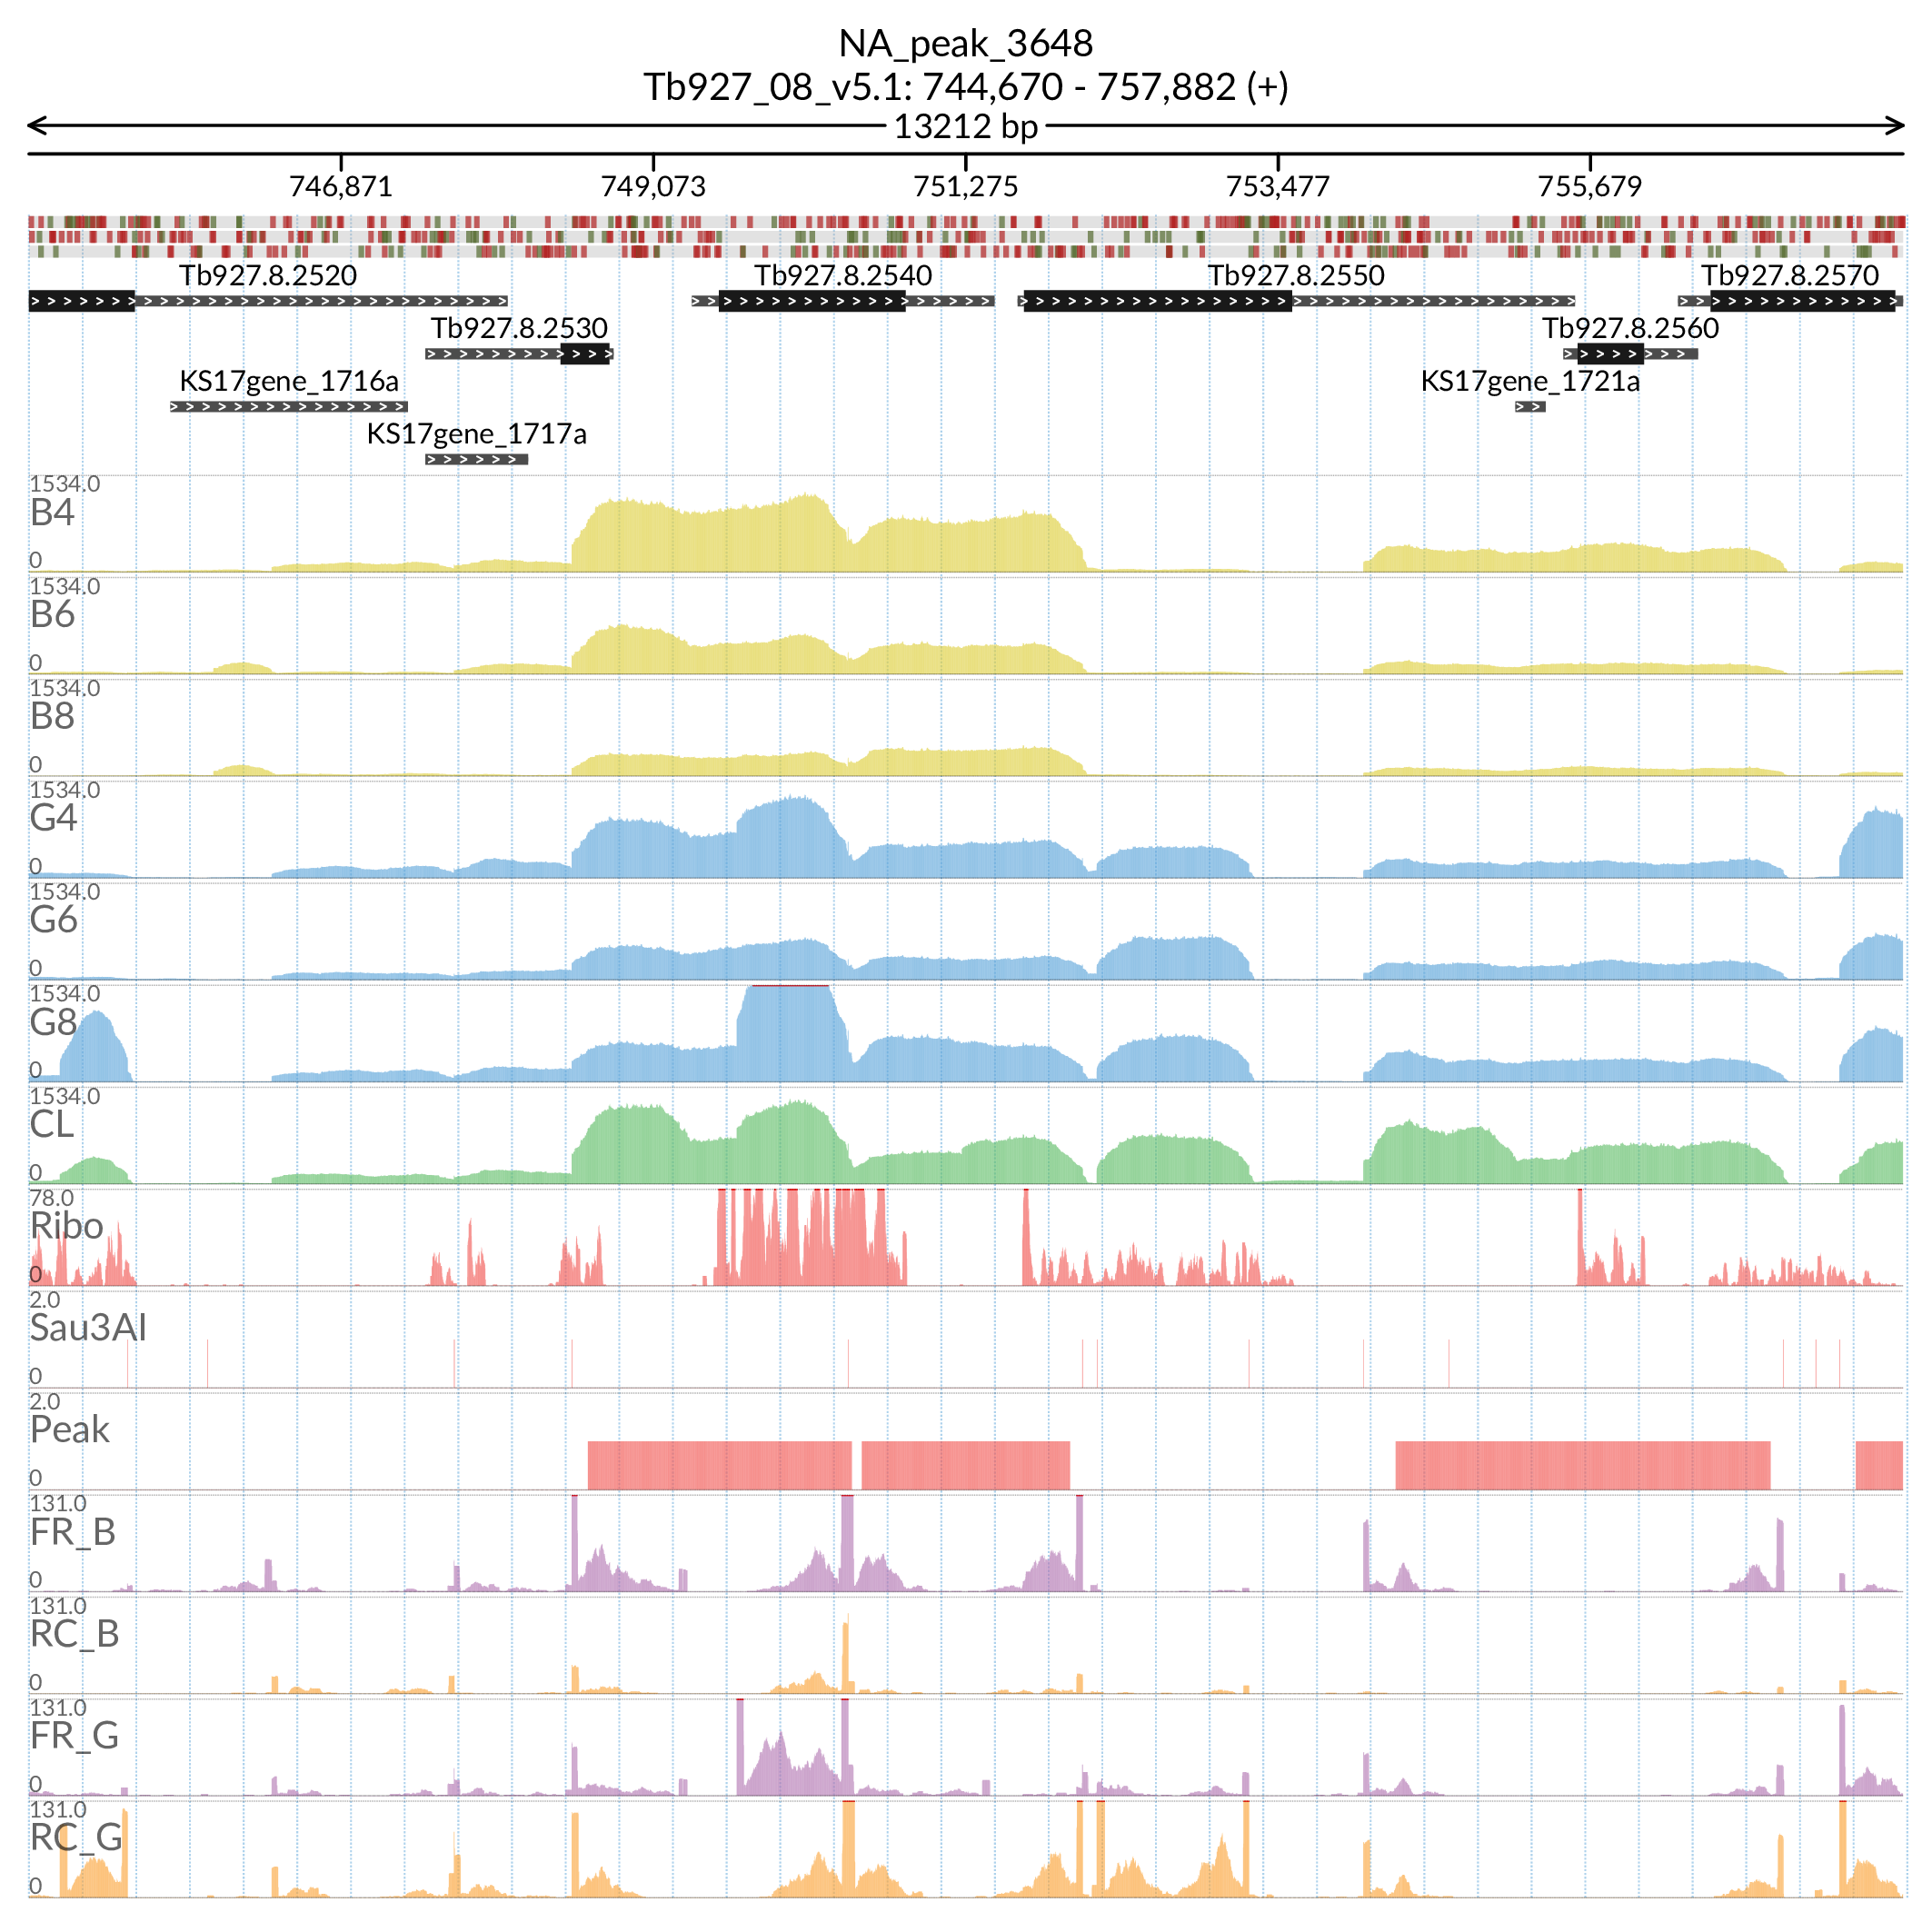 NA_peak_3648
Tb927_08_v5.1: 744,670 - 757,882 (+)
13212 bp
746,871 749,073 751,275 753,477 755,679
Tb927.8.2520 Tb927.8.2540 Tb927.8.2550 Tb927.8.2570
Tb927.8.2530 Tb927.8.2560
KS17gene_1716a KS17gene_1721a
KS17gene_1717a
1534.0
B4
0
1534.0
B6
0
1534.0
B8
0
1534.0
G4
0
1534.0
G6
0
1534.0
G8
0
1534.0
CL
0
78.0
Ribo
0
2.0
Sau3AI
0
2.0
Peak
0
131.0
FR_B
0
131.0
RC_B
0
131.0
FR_G
0
131.0
RC_G
0